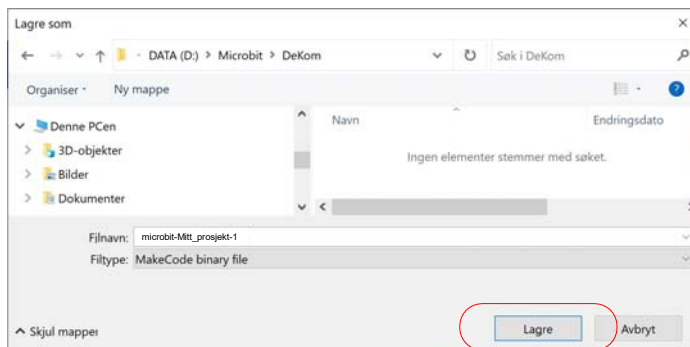 Lagre som
DATA (D:) > Microbit > DeKom
Søk i DeKom
Organiser
Ny mappe
Denne PCen
3D-objekter
Bilder
Dokumenter
Navn
Endringsdato
Ingen elementer stemmer med søket.
Filnavn: microbit-Mitt_prosjekt-1
Filtype: MakeCode binary file
Skjul mapper
Lagre
Avbryt